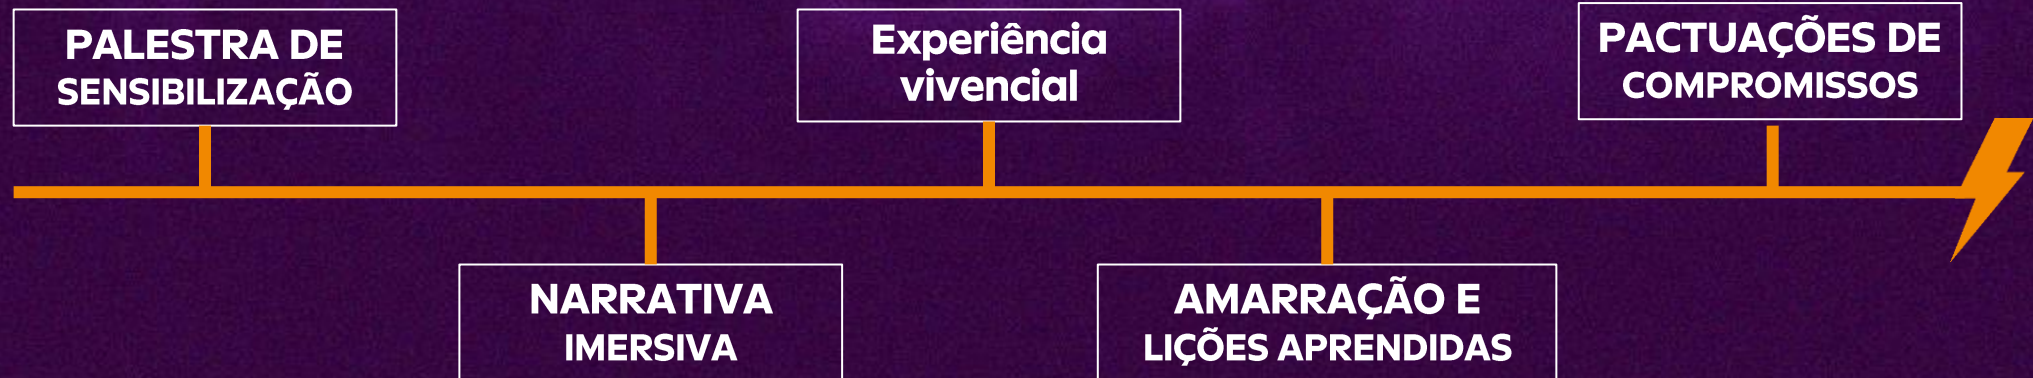 PALESTRA DE
SENSIBILIZAÇÃO
NARRATIVA
IMERSIVA
Experiência
vivencial
AMARRAÇÃO E
LIÇÕES APRENDIDAS
PACTUAÇÕES DE
COMPROMISSOS